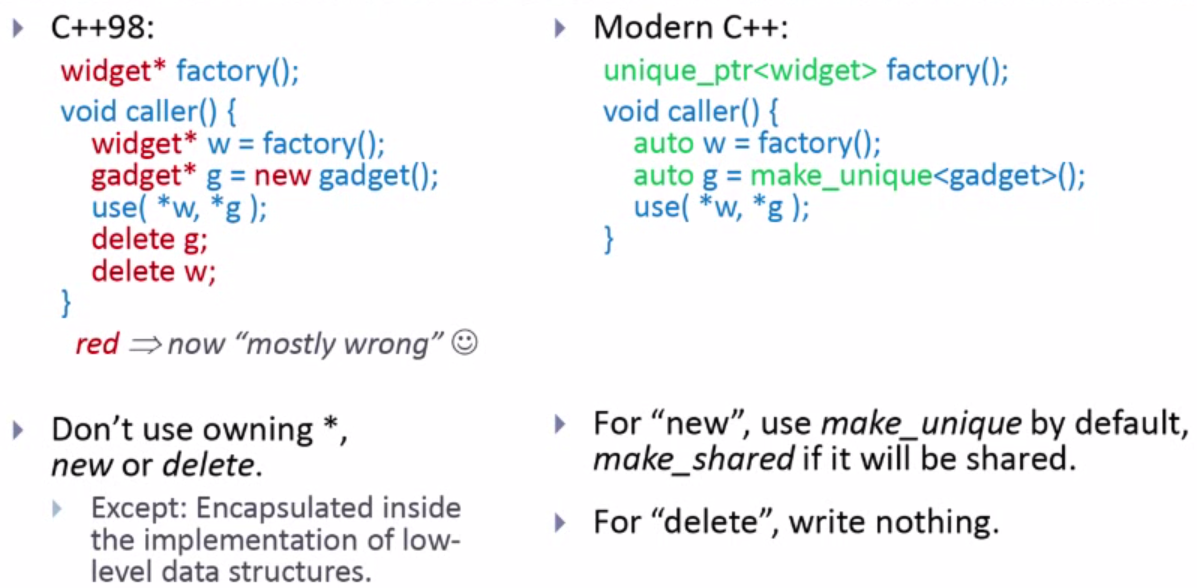 C++98:
widget* factory();
void caller() {
widget* w = factory();
gadget* g = new gadget();
use( *w, *g );
delete g;
delete w;
}
red ⇒ now “mostly wrong” ☺
Don’t use owning *,
new or delete.
Except: Encapsulated inside
the implementation of low-
level data structures.
Modern C++:
unique_ptr<widget> factory();
void caller() {
auto w = factory();
auto g = make_unique<gadget>();
use( *w, *g );
}
For “new”, use make_unique by default,
make_shared if it will be shared.
For “delete”, write nothing.